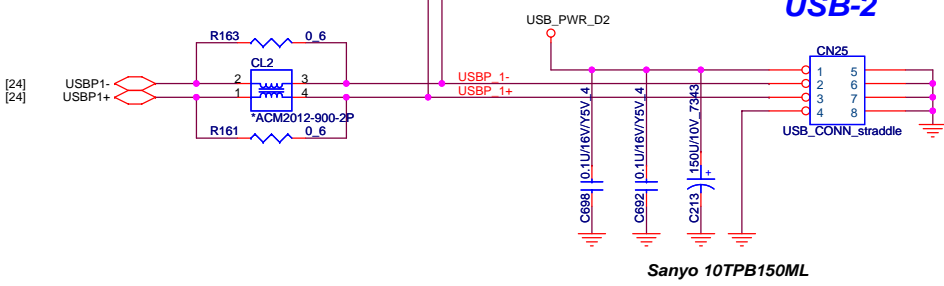 USB-2
USB_PWR_D2
R163 0_6
CN25
CL2
[24] USBP1- 2 3 USBP_1-
[24] USBP1+ 1 4 USBP_1+
*ACM2012-900-2P
R161 0_6
1 5
2 6
3 7
4 8
USB_CONN_straddle
C698 0.1U/16V/Y5V_4
C692 0.1U/16V/Y5V_4
C213 150U/10V_7343
+
Sanyo 10TPB150ML